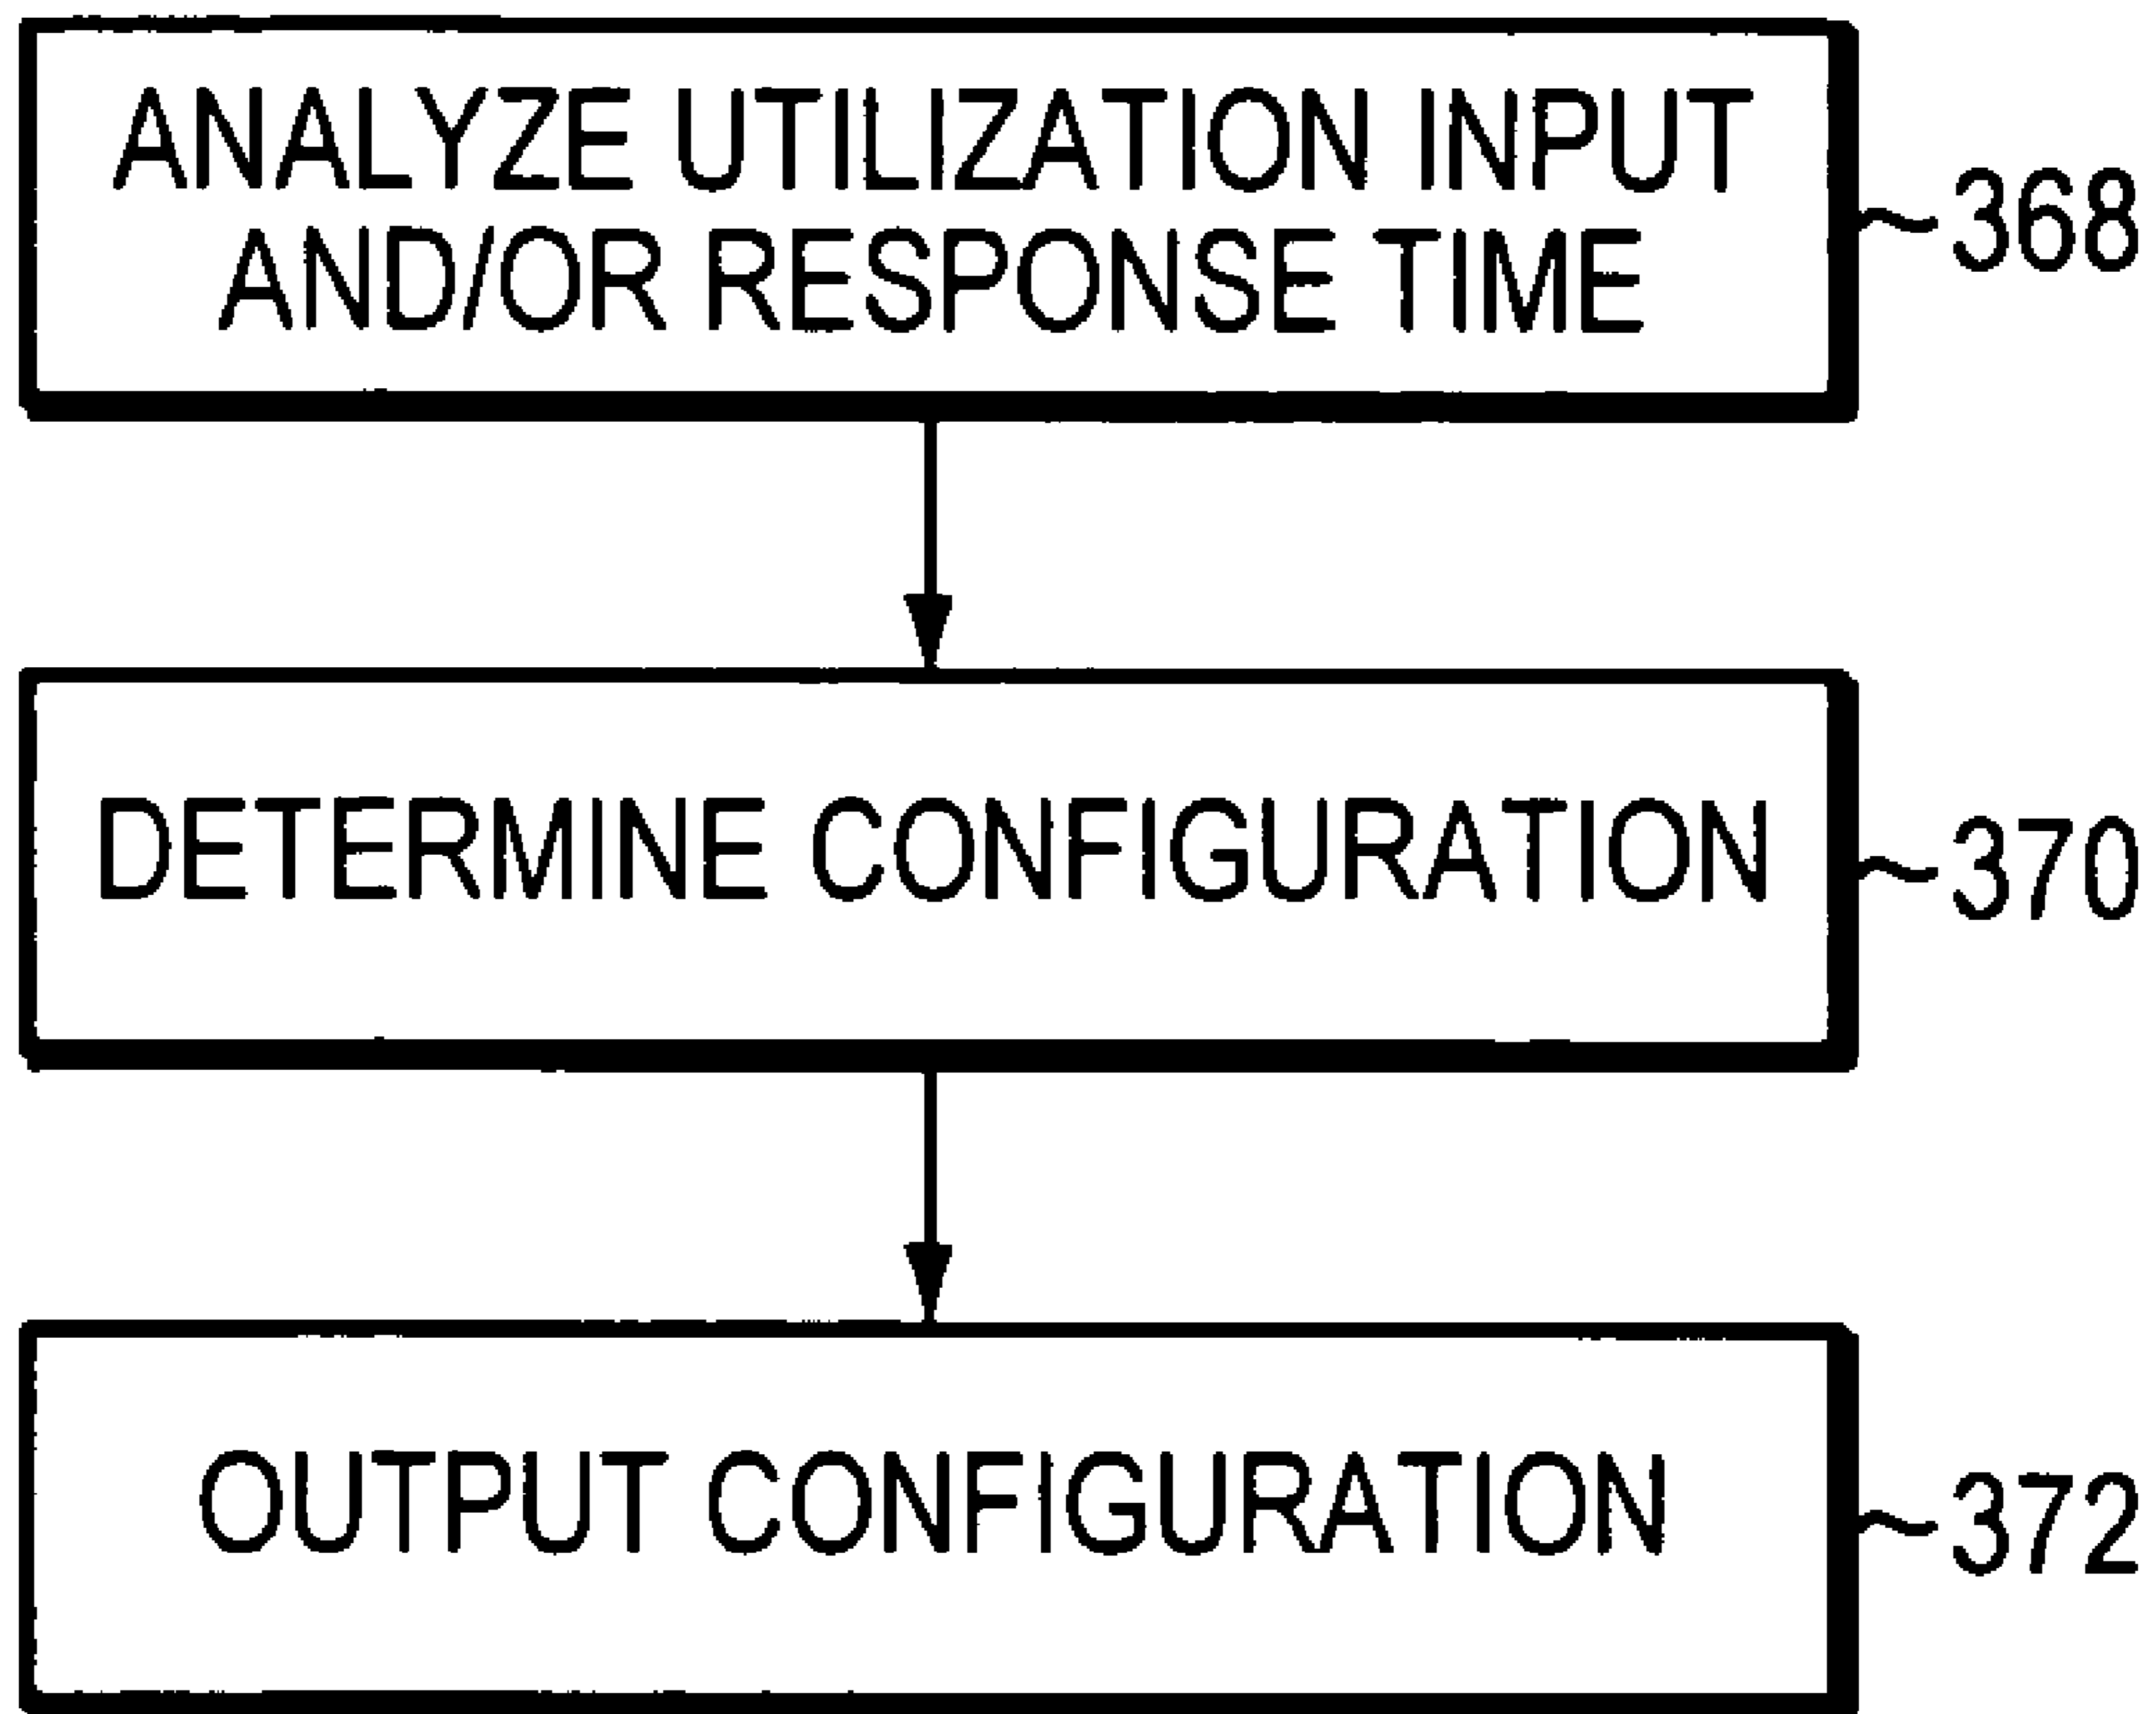 ANALYZE UTILIZATION INPUT
AND/OR RESPONSE TIME
368
DETERMINE CONFIGURATION
370
OUTPUT CONFIGURATION
372